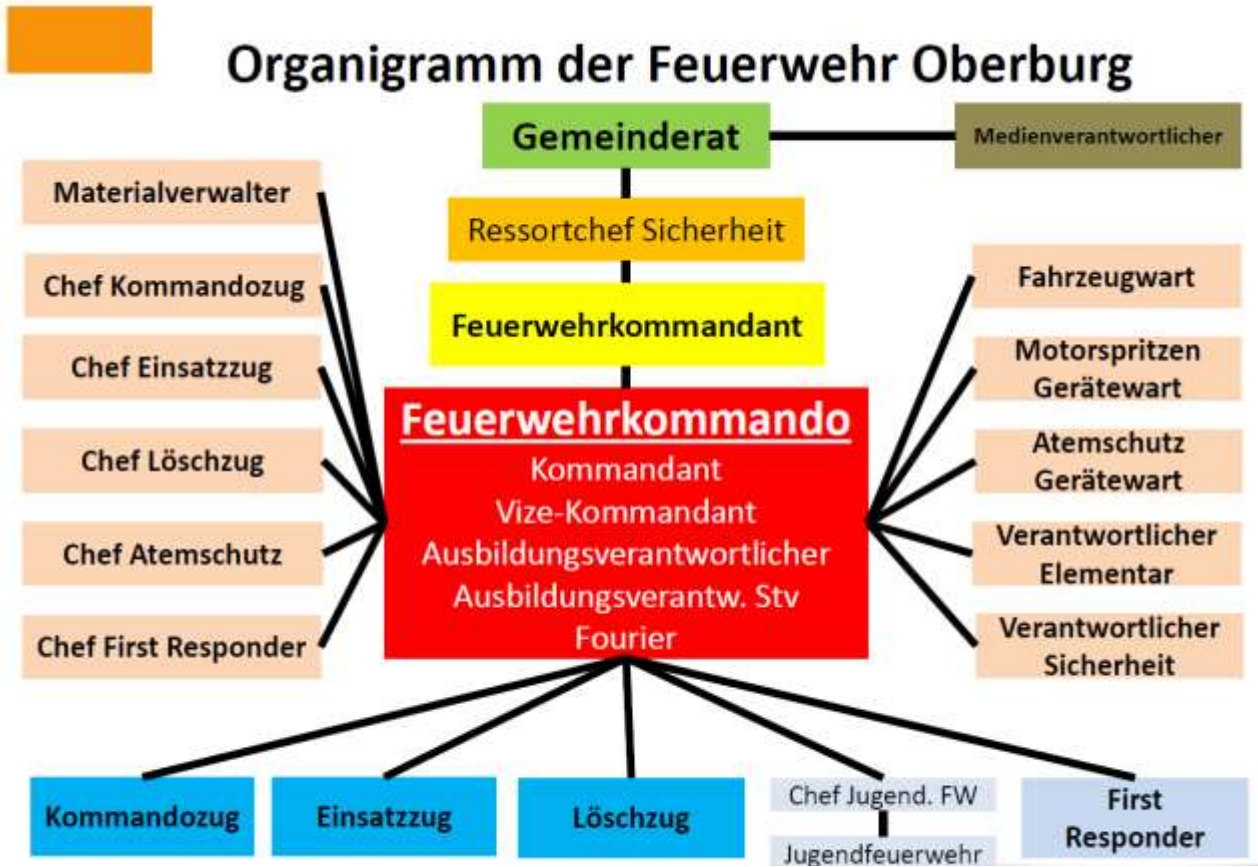 Organigramm der Feuerwehr Oberburg
Gemeinderat
Medienverantwortlicher
Ressortchef Sicherheit
Feuerwehrkommandant
Materialverwalter
Chef Kommandozug
Chef Einsatzzug
Chef Löschzug
Chef Atemschutz
Chef First Responder
Feuerwehrkommando
Kommandant
Vize-Kommandant
Ausbildungsverantwortlicher
Ausbildungsverantw. Stv
Fourier
Fahrzeugwart
Motorspritzen
Gerätewart
Atemschutz
Gerätewart
Verantwortlicher
Elementar
Verantwortlicher
Sicherheit
Kommandozug
Einsatzzug
Löschzug
Chef Jugend. FW
Jugendfeuerwehr
First
Responder